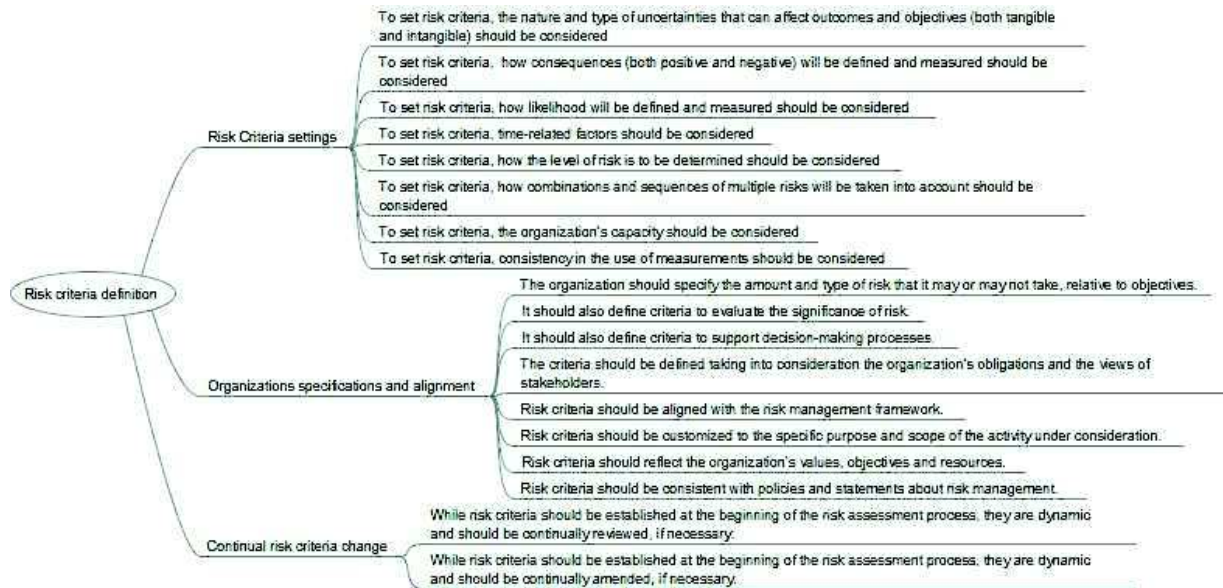 To set risk criteria, the nature and type of uncertainties that can affect outcomes and objectives (both tangible
and intangible) should be considered
To set risk criteria, how consequences (both positive and negative) will be defined and measured should be
considered
To set risk criteria, how likelihood will be defined and measured should be considered
Risk Criteria settings
To set risk criteria, time-related factors should be considered
To set risk criteria, how the level of risk is to be determined should be considered
To set risk criteria, how combinations and sequences of multiple risks will be taken into account should be
considered
To set risk criteria, the organization's capacity should be considered
To set risk criteria, consistency in the use of measurements should be considered
Risk criteria definition
The organization should specify the amount and type of risk that it may or may not take, relative to objectives.
It should also define criteria to evaluate the significance of risk.
It should also define criteria to support decision-making processes.
The criteria should be defined taking into consideration the organization's obligations and the views of
stakeholders.
Organizations specifications and alignment
Risk criteria should be aligned with the risk management framework.
Risk criteria should be customized to the specific purpose and scope of the activity under consideration.
Risk criteria should reflect the organization's values, objectives and resources.
Risk criteria should be consistent with policies and statements about risk management.
While risk criteria should be established at the beginning of the risk assessment process, they are dynamic
and should be continually reviewed, if necessary.
Continual risk criteria change
While risk criteria should be established at the beginning of the risk assessment process, they are dynamic
and should be continually amended, if necessary.